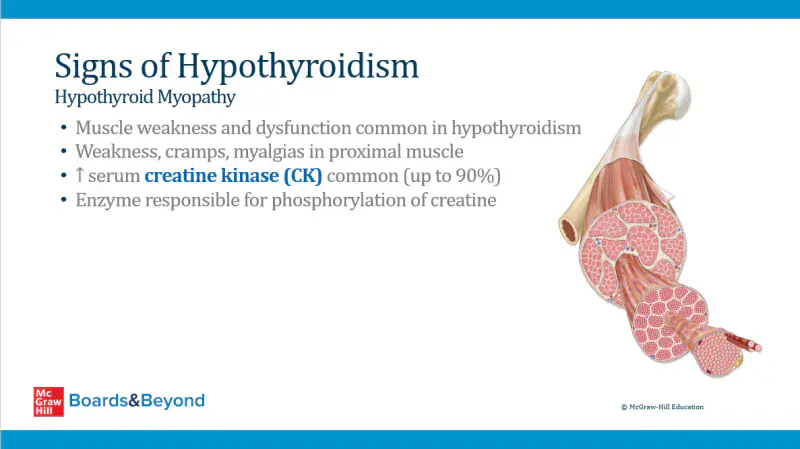 Signs of Hypothyroidism
Hypothyroid Myopathy
• Muscle weakness and dysfunction common in hypothyroidism
• Weakness, cramps, myalgias in proximal muscle
• ↑ serum creatine kinase (CK) common (up to 90%)
• Enzyme responsible for phosphorylation of creatine
Mc
Graw
Hill
Boards&Beyond
© McGraw-Hill Education